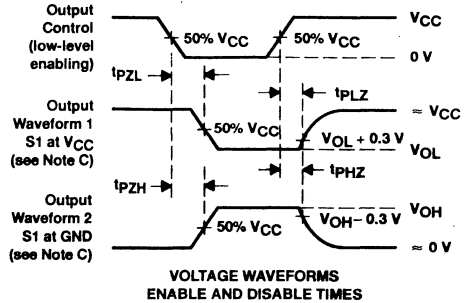 Output
Control
(low-level
enabling)
50% VCC
50% VCC
VCC
0 V
tPZL
tPLZ
Output
Waveform 1
S1 at VCC
(see Note C)
50% VCC
≈ VCC
VOL + 0.3 V
VOL
tPZH
tPHZ
Output
Waveform 2
S1 at GND
(see Note C)
50% VCC
VOH
VOH − 0.3 V
≈ 0 V
VOLTAGE WAVEFORMS
ENABLE AND DISABLE TIMES